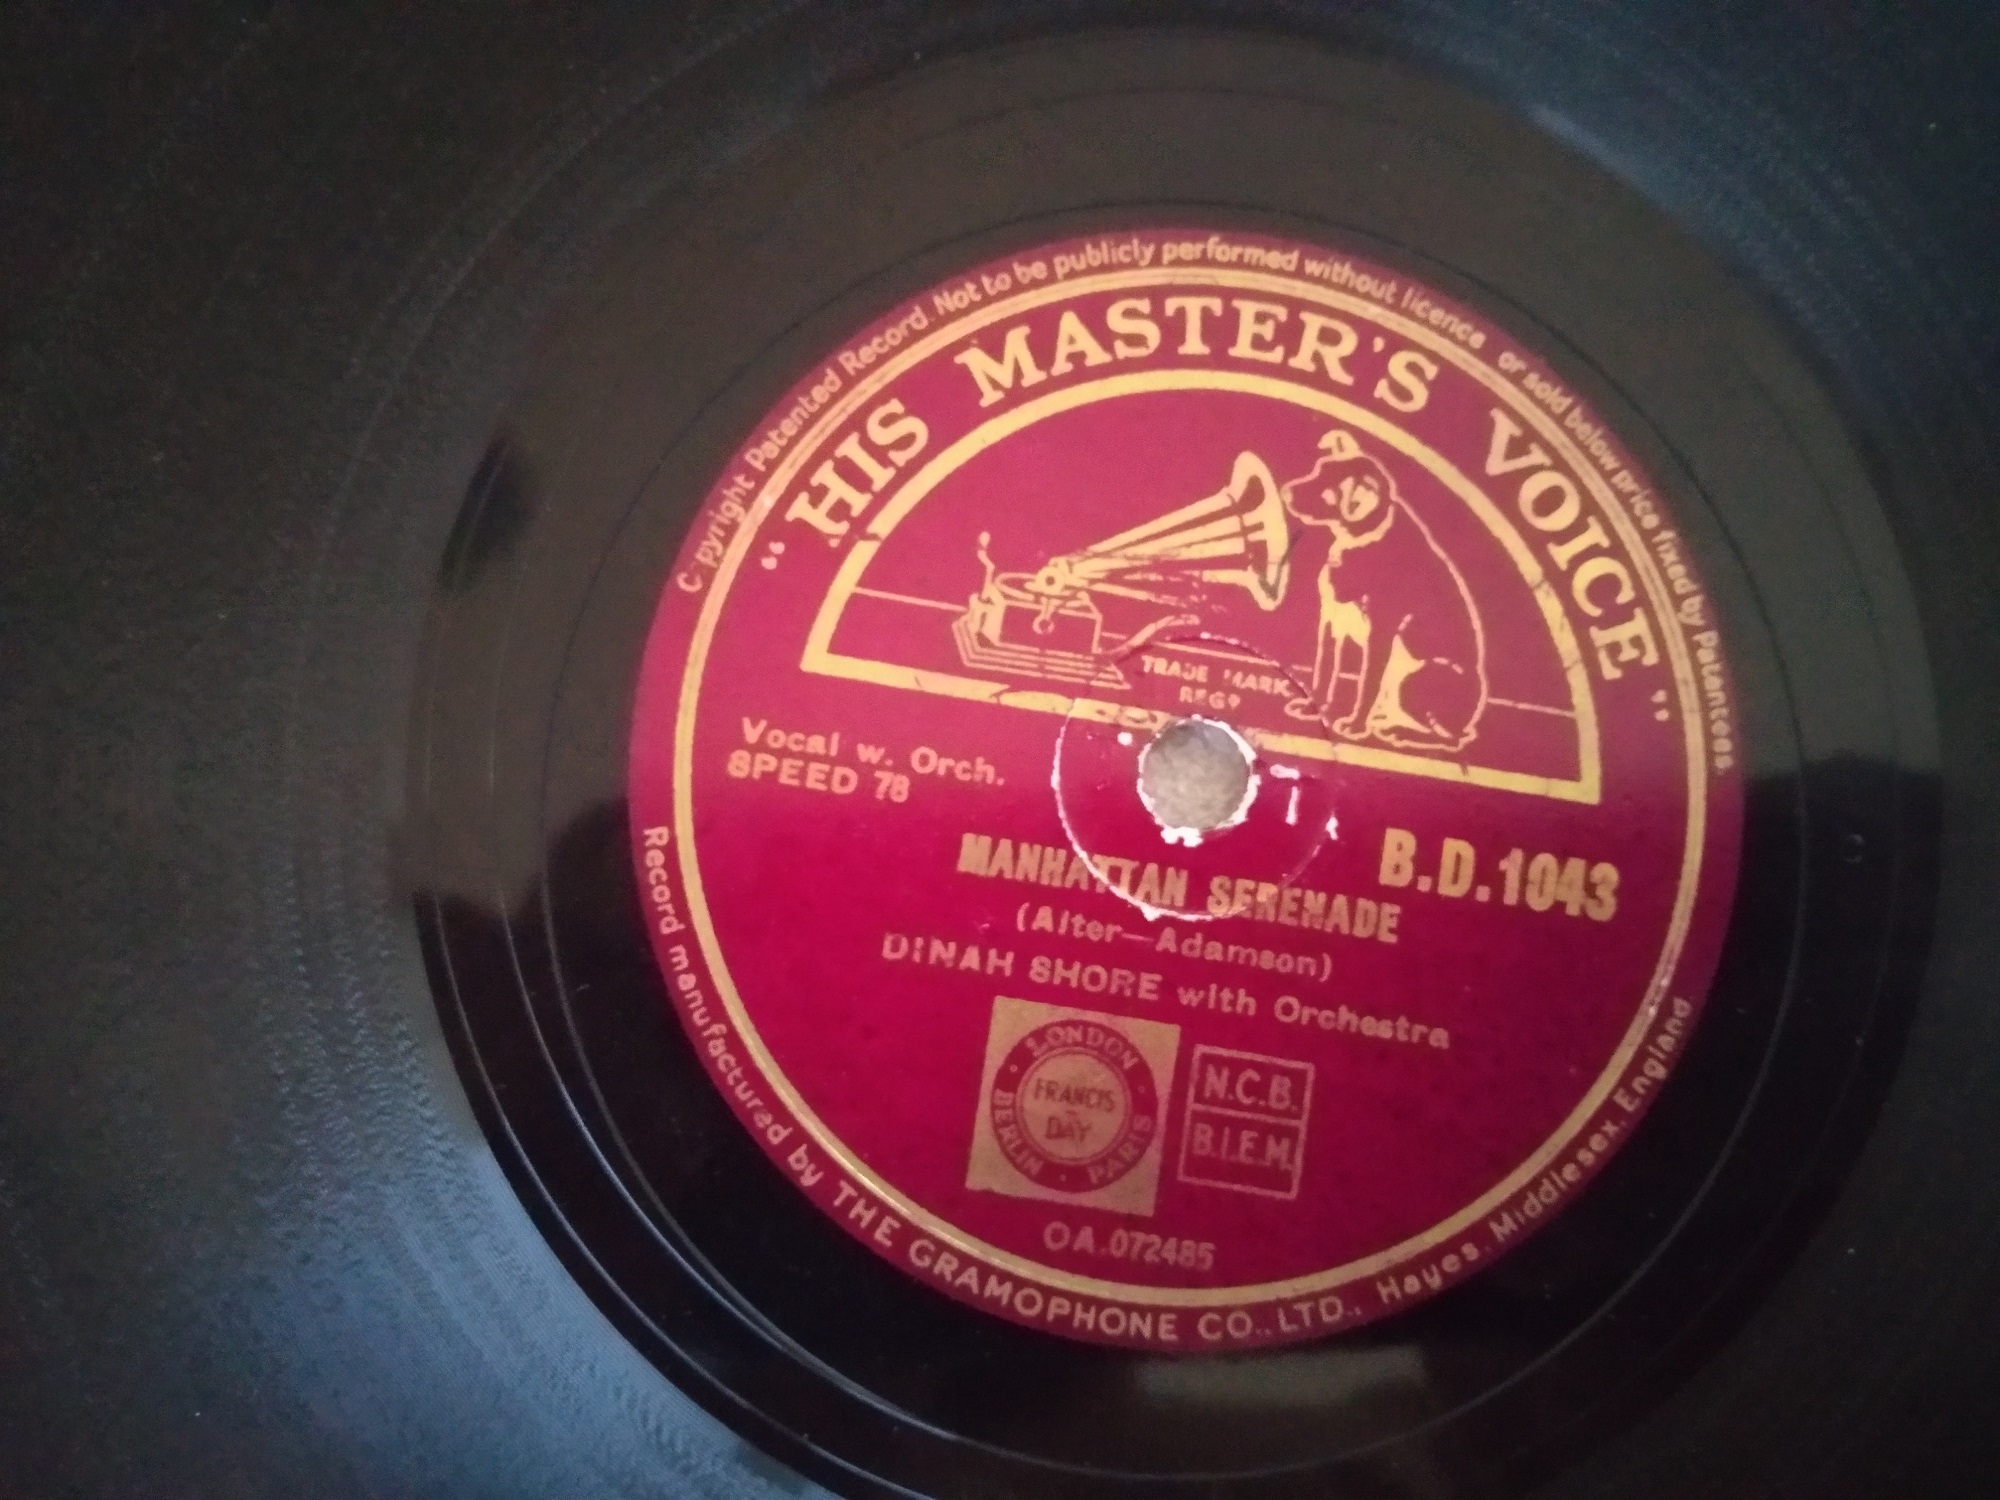 Copyright Patented Record. Not to be publicly performed without licence or sold below price fixed by Patentees.
"HIS MASTER'S VOICE"
TRADE MARK
REGD
Vocal w. Orch.
SPEED 78
B.D.1043
MANHATTAN SERENADE
(Alter—Adamson)
DINAH SHORE with Orchestra
LONDON
FRANCIS
DAY
BERLIN · PARIS
N.C.B.
B.I.E.M.
OA.072485
Record manufactured by THE GRAMOPHONE CO., LTD., Hayes, Middlesex, England